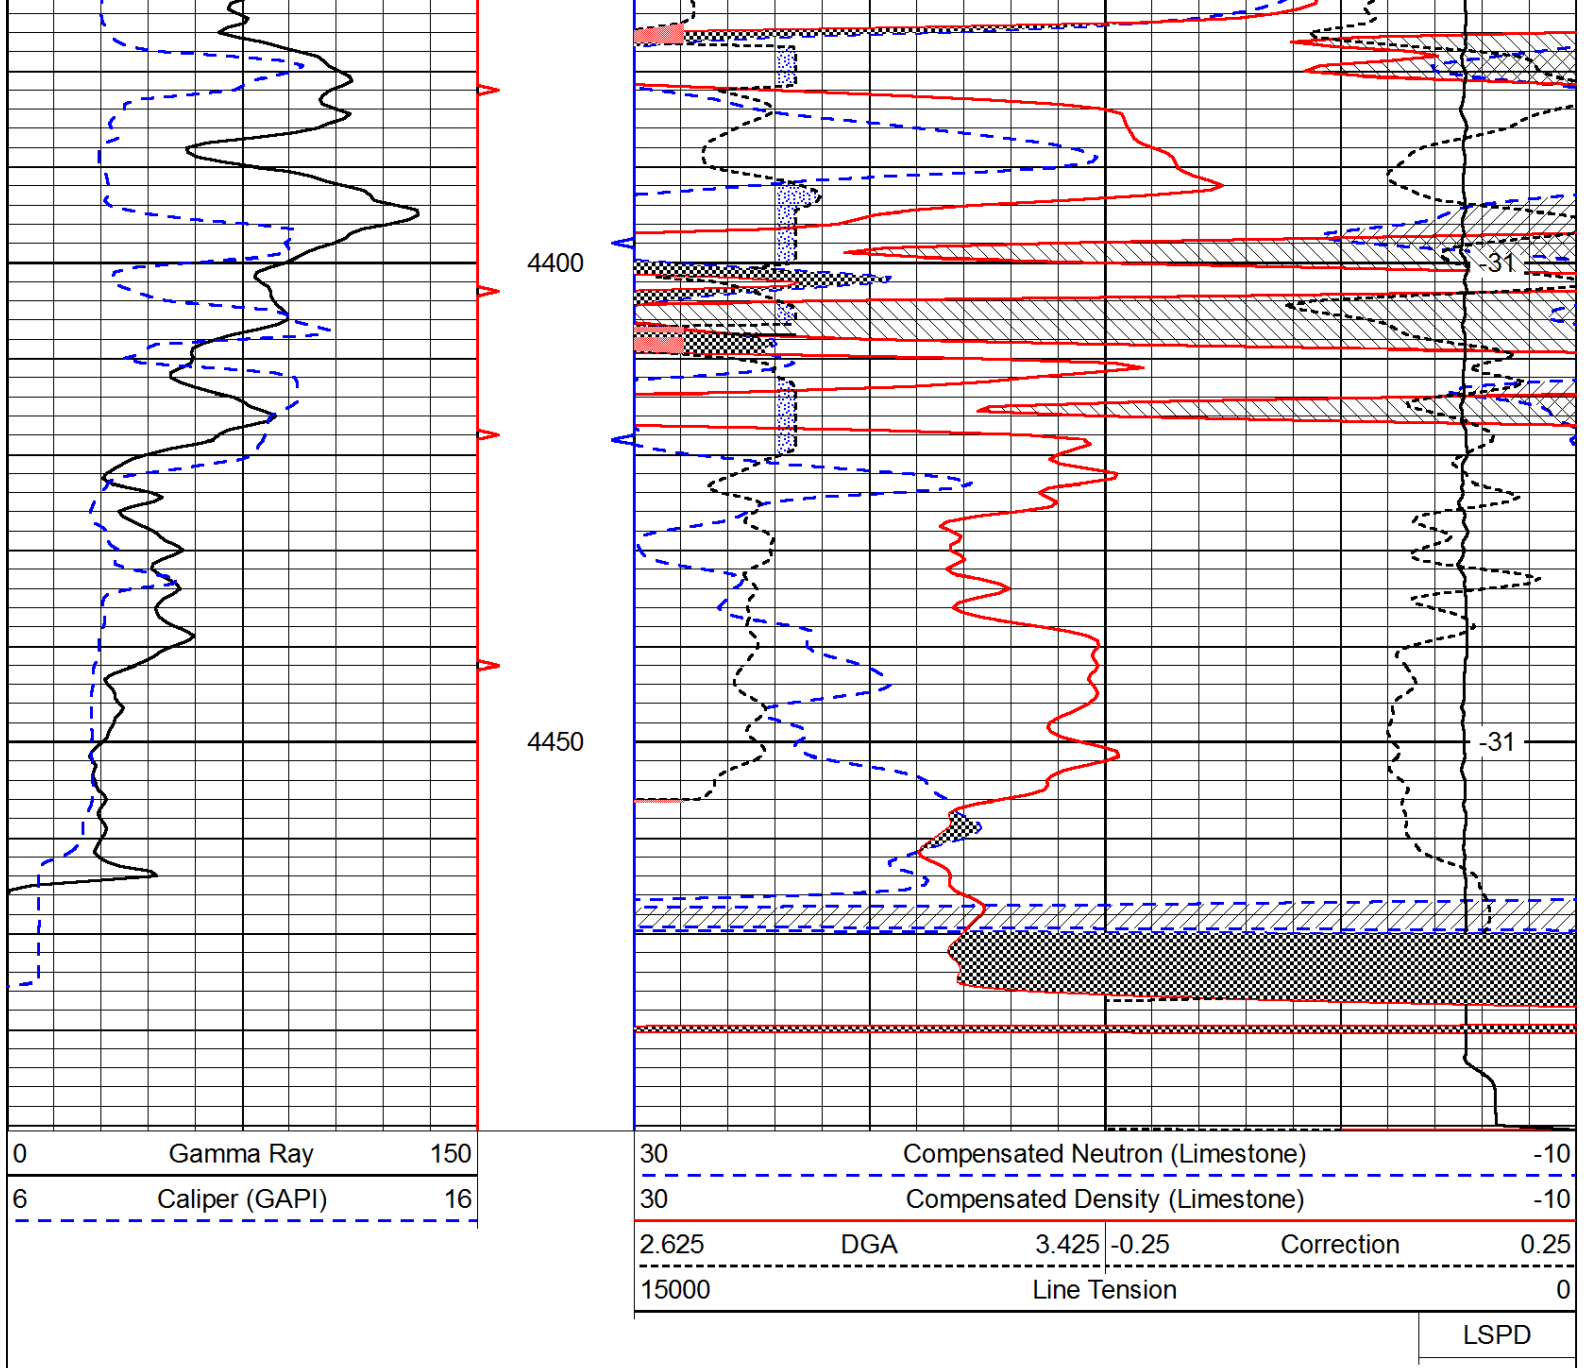 4400
-31
4450
-31
0 Gamma Ray 150
30 Compensated Neutron (Limestone) -10
6 Caliper (GAPI) 16
30 Compensated Density (Limestone) -10
2.625 DGA 3.425 -0.25 Correction 0.25
15000 Line Tension 0
LSPD